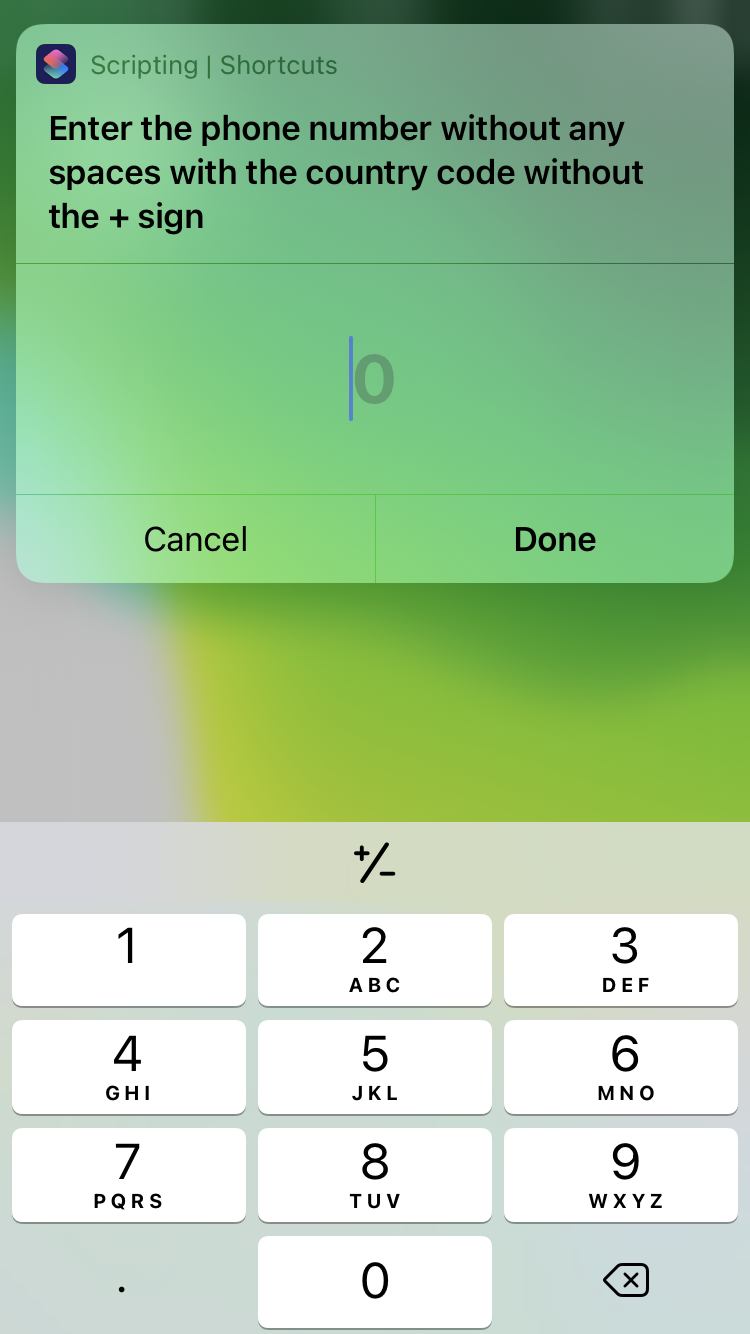 Scripting | Shortcuts
Enter the phone number without any
spaces with the country code without
the + sign
0
Cancel
Done
+/-
1
2
ABC
3
DEF
4
GHI
5
JKL
6
MNO
7
PQRS
8
TUV
9
WXYZ
.
0